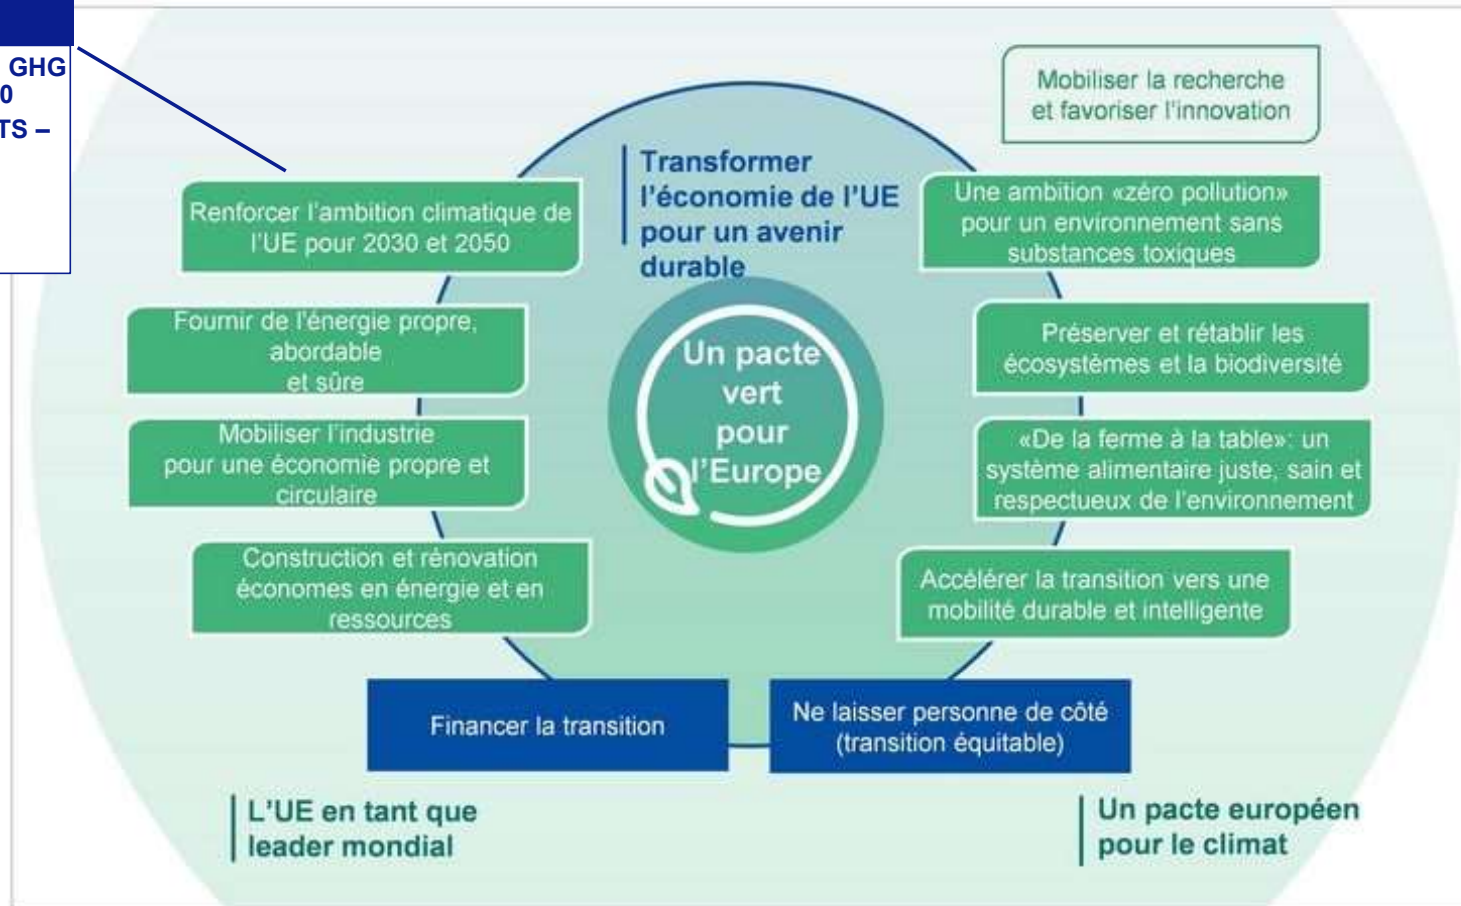 GHG
0
TS –
Mobiliser la recherche
et favoriser l'innovation
Transformer
l'économie de l'UE
pour un avenir
durable
Renforcer l'ambition climatique de
l'UE pour 2030 et 2050
Une ambition «zéro pollution»
pour un environnement sans
substances toxiques
Fournir de l'énergie propre,
abordable
et sûre
Préserver et rétablir les
écosystèmes et la biodiversité
Un pacte
vert
pour
l'Europe
Mobiliser l'industrie
pour une économie propre et
circulaire
«De la ferme à la table»: un
système alimentaire juste, sain et
respectueux de l'environnement
Construction et rénovation
économes en énergie et en
ressources
Accélérer la transition vers une
mobilité durable et intelligente
Financer la transition
Ne laisser personne de côté
(transition équitable)
L'UE en tant que
leader mondial
Un pacte européen
pour le climat